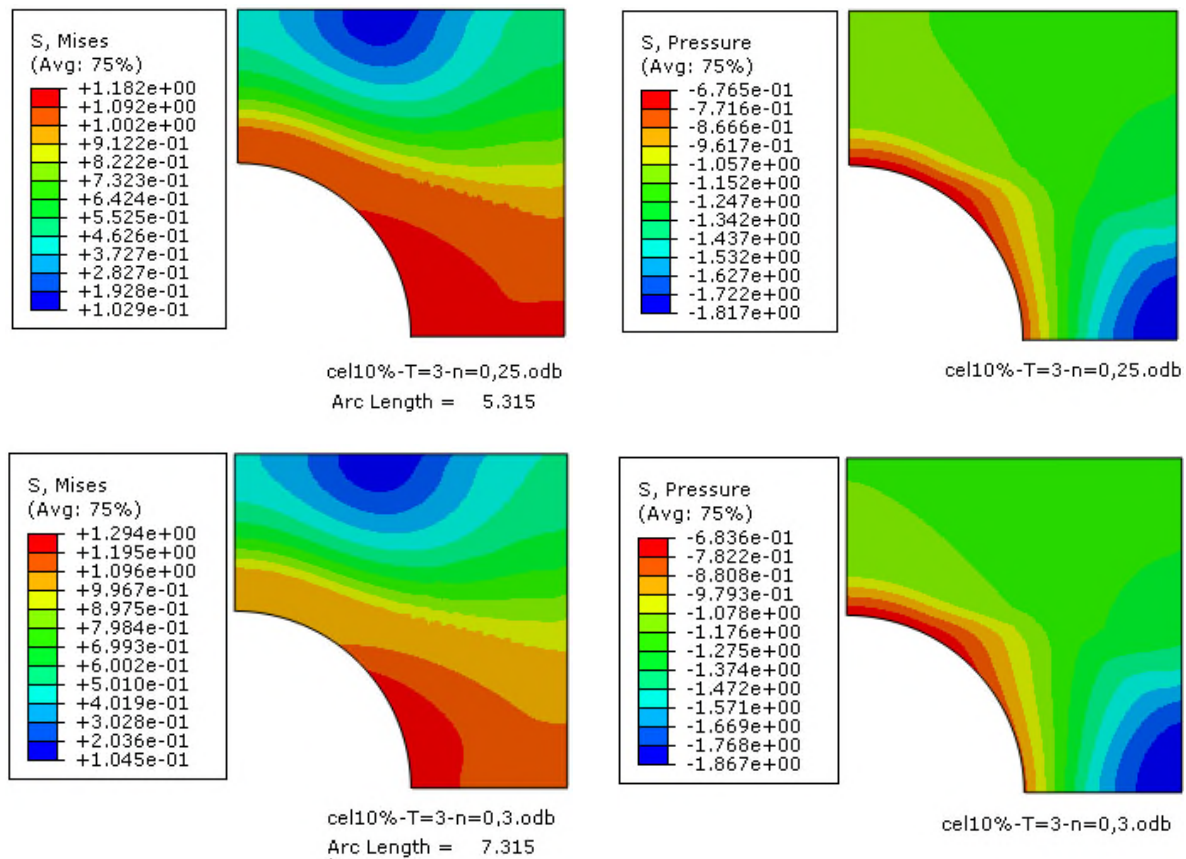 S, Mises
(Avg: 75%)
+1.182e+00
+1.092e+00
+1.002e+00
+9.122e-01
+8.222e-01
+7.323e-01
+6.424e-01
+5.525e-01
+4.626e-01
+3.727e-01
+2.827e-01
+1.928e-01
+1.029e-01
cel10%-T=3-n=0,25.odb
Arc Length = 5.315
S, Pressure
(Avg: 75%)
-6.765e-01
-7.716e-01
-8.666e-01
-9.617e-01
-1.057e+00
-1.152e+00
-1.247e+00
-1.342e+00
-1.437e+00
-1.532e+00
-1.627e+00
-1.722e+00
-1.817e+00
cel10%-T=3-n=0,25.odb
S, Mises
(Avg: 75%)
+1.294e+00
+1.195e+00
+1.096e+00
+9.967e-01
+8.975e-01
+7.984e-01
+6.993e-01
+6.002e-01
+5.010e-01
+4.019e-01
+3.028e-01
+2.036e-01
+1.045e-01
cel10%-T=3-n=0,3.odb
Arc Length = 7.315
S, Pressure
(Avg: 75%)
-6.836e-01
-7.822e-01
-8.808e-01
-9.793e-01
-1.078e+00
-1.176e+00
-1.275e+00
-1.374e+00
-1.472e+00
-1.571e+00
-1.669e+00
-1.768e+00
-1.867e+00
cel10%-T=3-n=0,3.odb